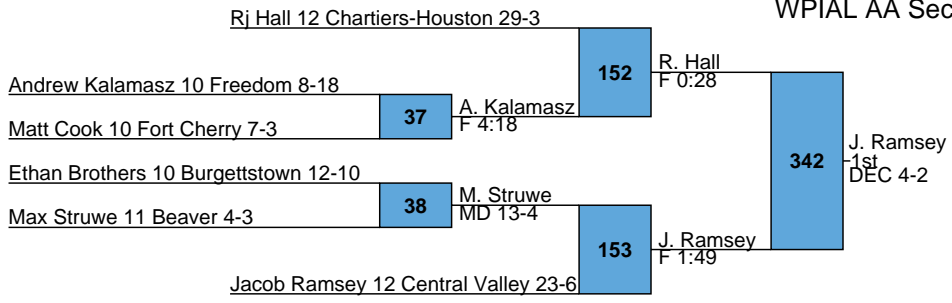 WPIAL AA Sec
Rj Hall 12 Chartiers-Houston 29-3
152
R. Hall
F 0:28
Andrew Kalamasz 10 Freedom 8-18
37
A. Kalamasz
F 4:18
Matt Cook 10 Fort Cherry 7-3
342
J. Ramsey
1st
DEC 4-2
Ethan Brothers 10 Burgettstown 12-10
38
M. Struwe
MD 13-4
Max Struwe 11 Beaver 4-3
153
J. Ramsey
F 1:49
Jacob Ramsey 12 Central Valley 23-6